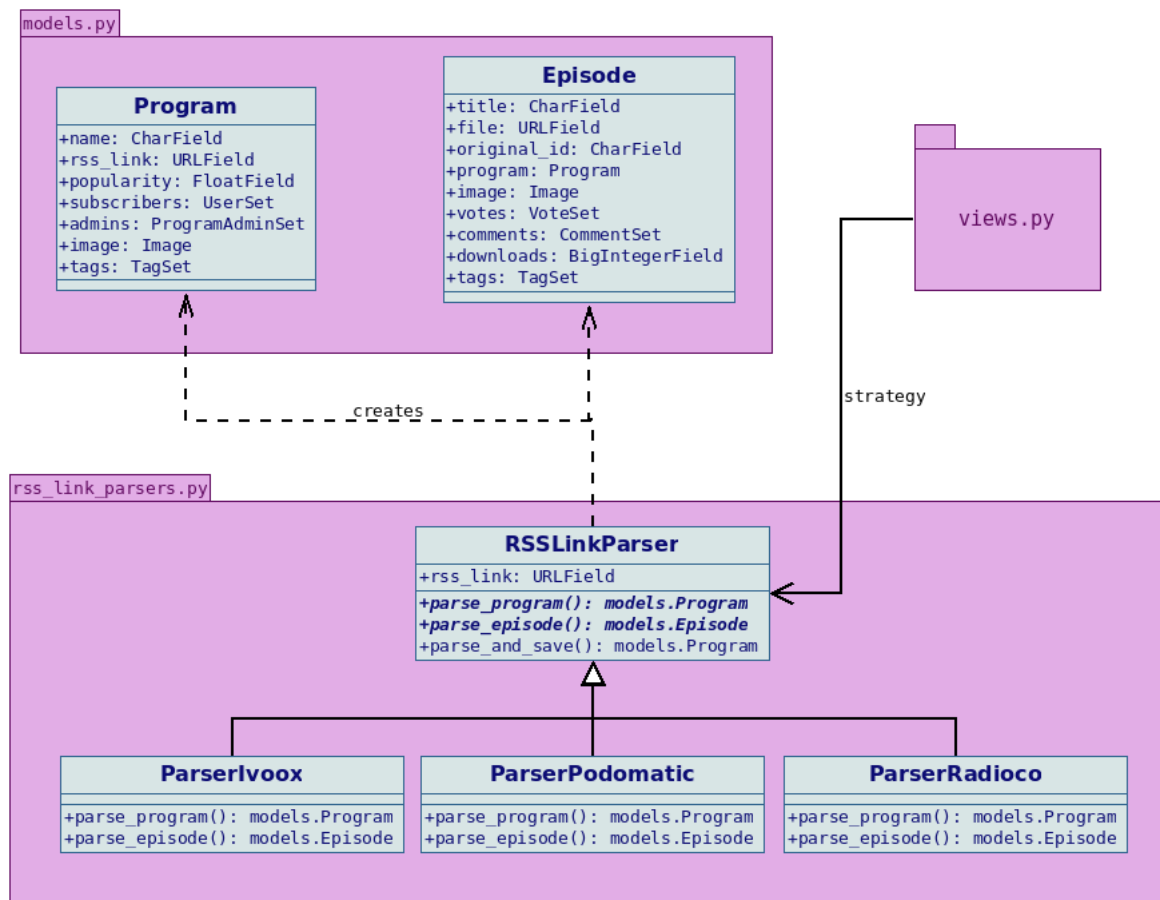 models.py
Program
+name: CharField
+rss_link: URLField
+popularity: FloatField
+subscribers: UserSet
+admins: ProgramAdminSet
+image: Image
+tags: TagSet
Episode
+title: CharField
+file: URLField
+original_id: CharField
+program: Program
+image: Image
+votes: VoteSet
+comments: CommentSet
+downloads: BigIntegerField
+tags: TagSet
views.py
creates
strategy
rss_link_parsers.py
RSSLinkParser
+rss_link: URLField
+parse_program(): models.Program
+parse_episode(): models.Episode
+parse_and_save(): models.Program
ParserIvoox
+parse_program(): models.Program
+parse_episode(): models.Episode
ParserPodomatic
+parse_program(): models.Program
+parse_episode(): models.Episode
ParserRadioco
+parse_program(): models.Program
+parse_episode(): models.Episode